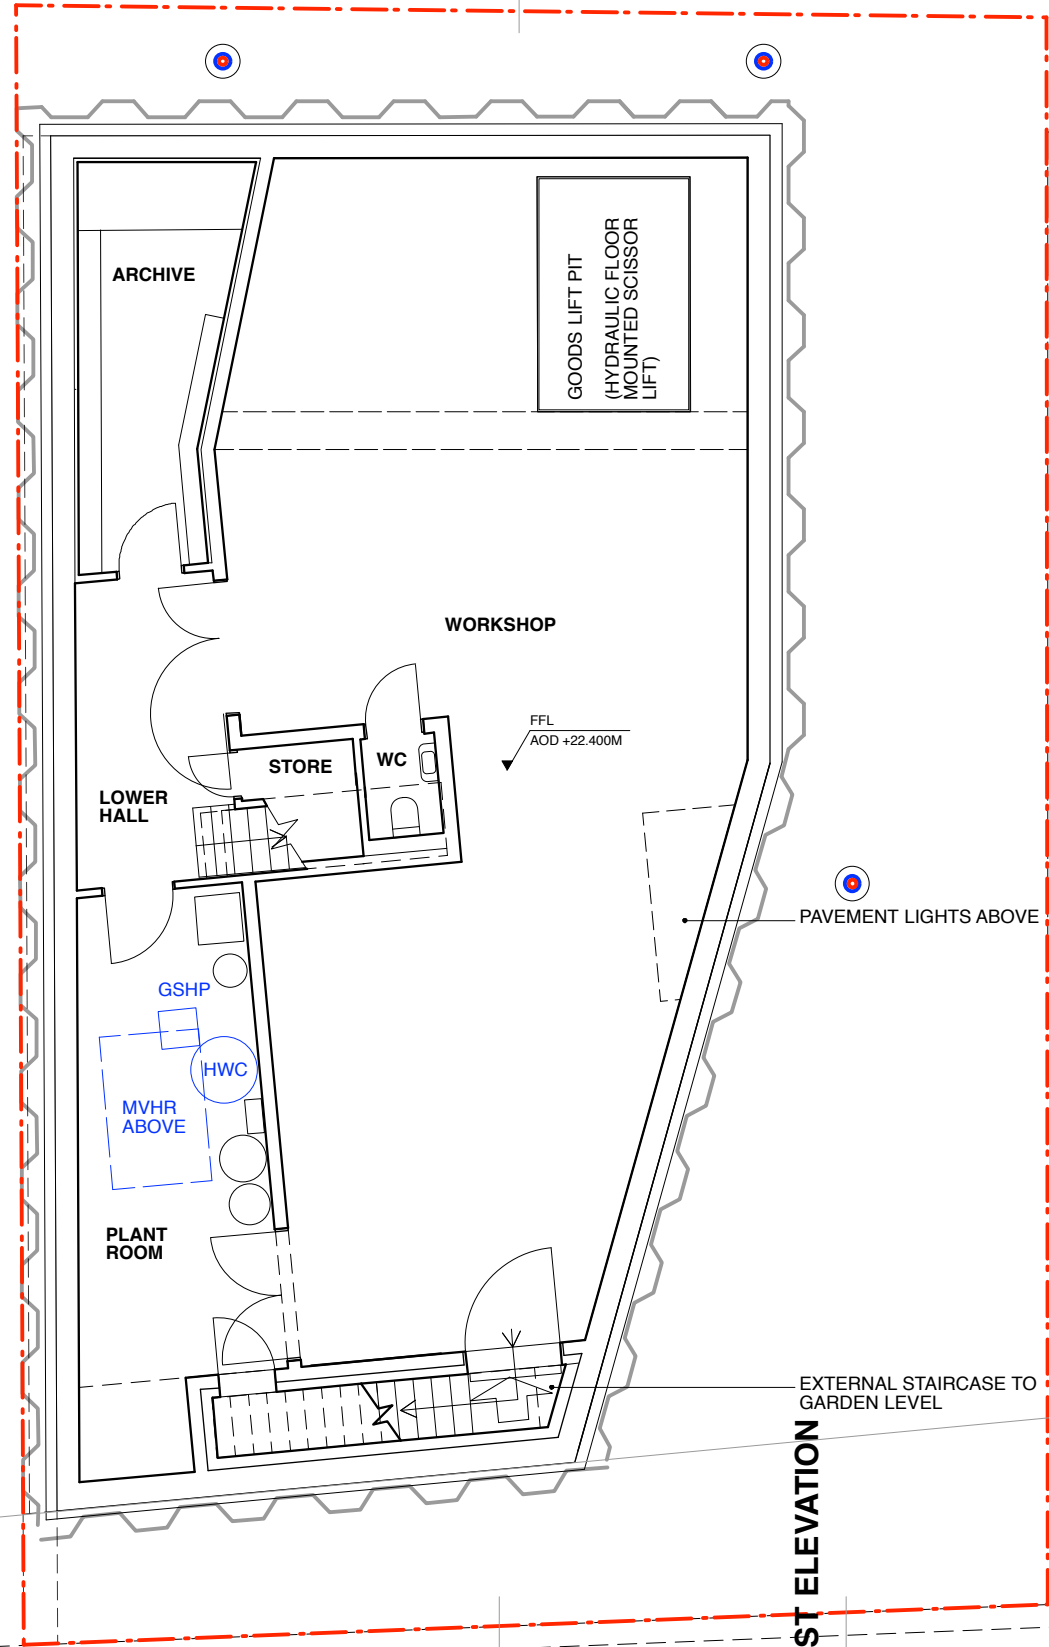 ARCHIVE
GOODS LIFT PIT
(HYDRAULIC FLOOR
MOUNTED SCISSOR
LIFT)
WORKSHOP
FFL
AOD +22.400M
STORE
WC
LOWER
HALL
PAVEMENT LIGHTS ABOVE
GSHP
HWC
MVHR
ABOVE
PLANT
ROOM
EXTERNAL STAIRCASE TO
GARDEN LEVEL
ST ELEVATION